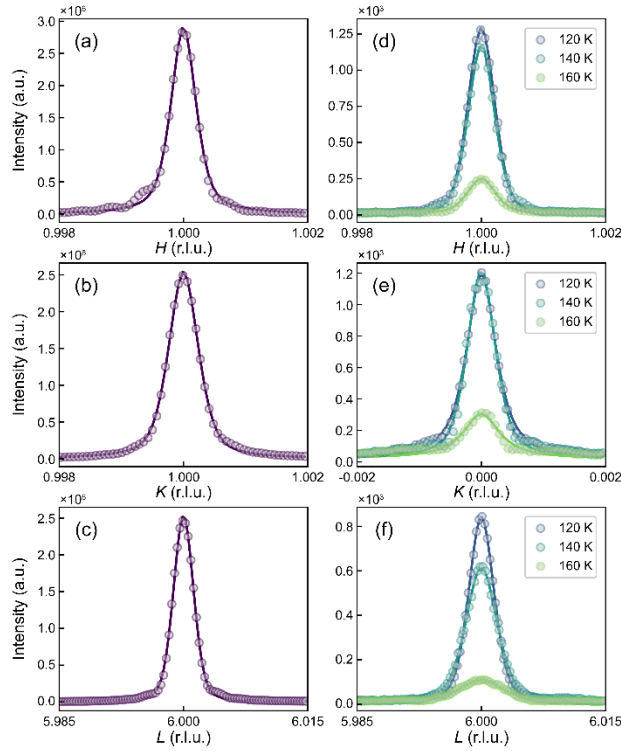 (a)
3.0
2.5
2.0
1.5
1.0
0.5
0.0
Intensity (a.u.)
0.998
1.000
1.002
H (r.l.u.)
×10³
(d)
120 K
140 K
160 K
1.25
1.00
0.75
0.50
0.25
0.00
0.998
1.000
1.002
H (r.l.u.)
(b)
2.5
2.0
1.5
1.0
0.5
0.0
Intensity (a.u.)
0.998
1.000
1.002
K (r.l.u.)
×10³
(e)
120 K
140 K
160 K
1.2
1.0
0.8
0.6
0.4
0.2
0.0
-0.002
0.000
0.002
K (r.l.u.)
(c)
2.5
2.0
1.5
1.0
0.5
0.0
Intensity (a.u.)
5.985
6.000
6.015
L (r.l.u.)
×10³
(f)
120 K
140 K
160 K
0.8
0.6
0.4
0.2
0.0
5.985
6.000
6.015
L (r.l.u.)